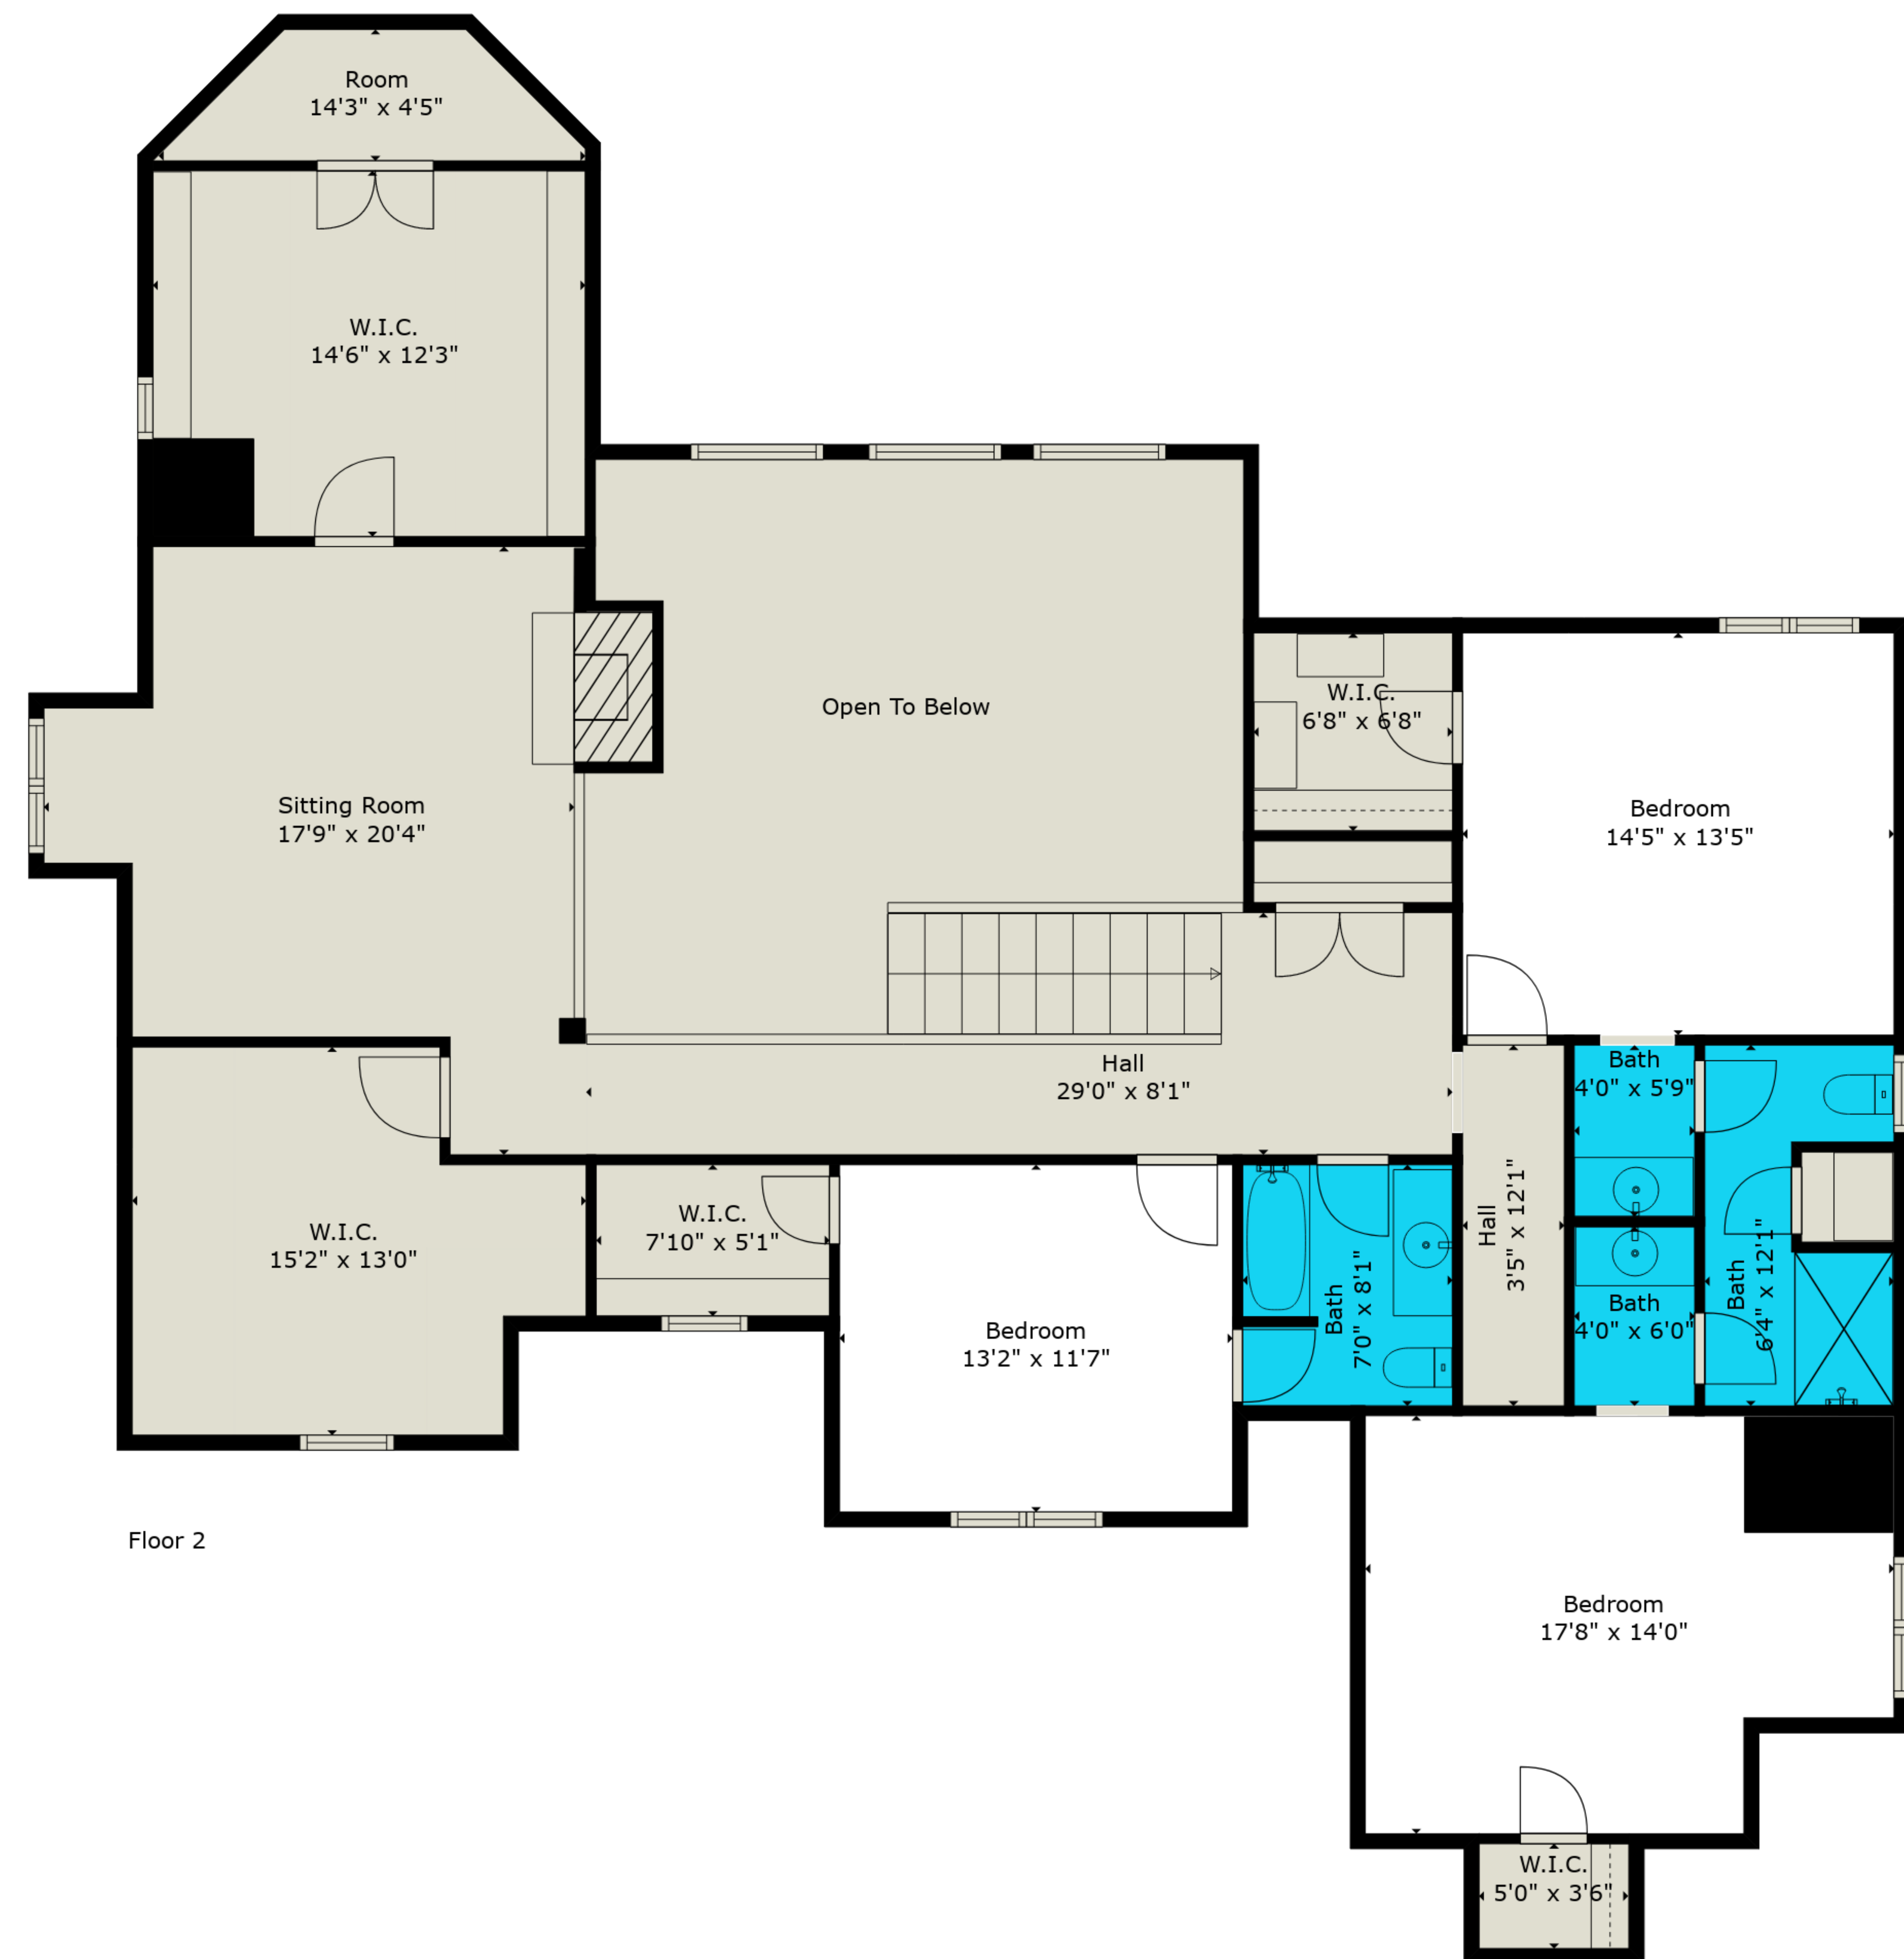 Room
14'3" x 4'5"
W.I.C.
14'6" x 12'3"
Open To Below
W.I.C.
6'8" x 6'8"
Sitting Room
17'9" x 20'4"
Bedroom
14'5" x 13'5"
Hall
29'0" x 8'1"
Bath
4'0" x 5'9"
W.I.C.
15'2" x 13'0"
W.I.C.
7'10" x 5'1"
Bedroom
13'2" x 11'7"
Bath
7'0" x 8'1"
Hall
3'5" x 12'1"
Bath
4'0" x 6'0"
Bath
6'4" x 12'1"
Floor 2
Bedroom
17'8" x 14'0"
W.I.C.
5'0" x 3'6"